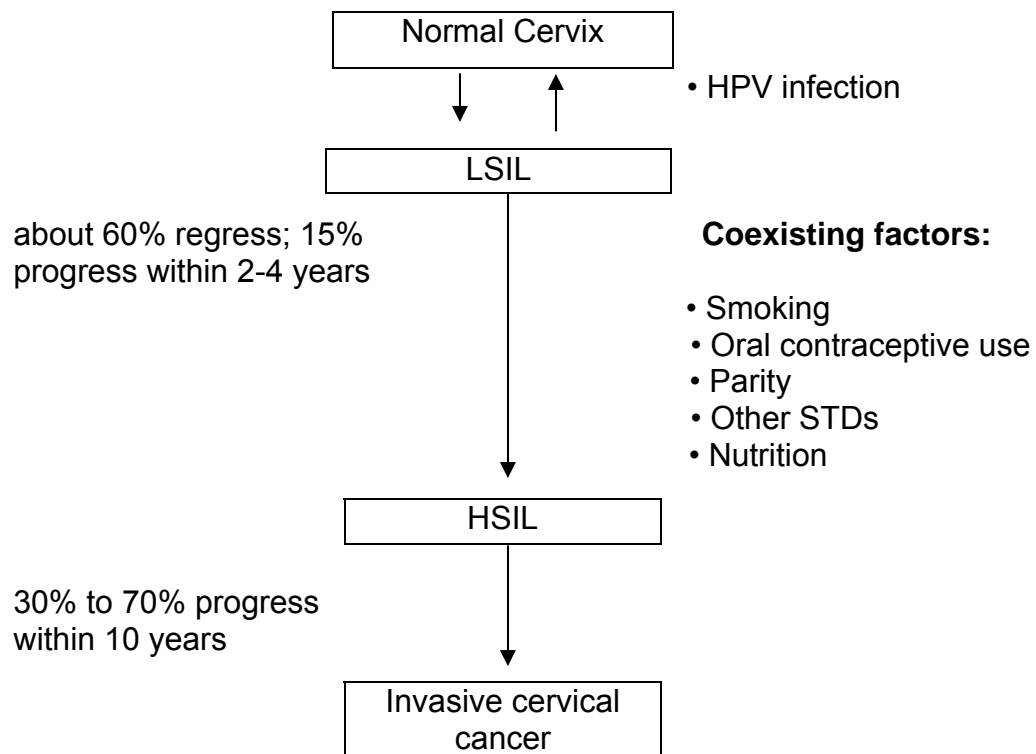 Normal Cervix
• HPV infection
LSIL
about 60% regress; 15%
progress within 2-4 years
Coexisting factors:
• Smoking
• Oral contraceptive use
• Parity
• Other STDs
• Nutrition
HSIL
30% to 70% progress
within 10 years
Invasive cervical
cancer